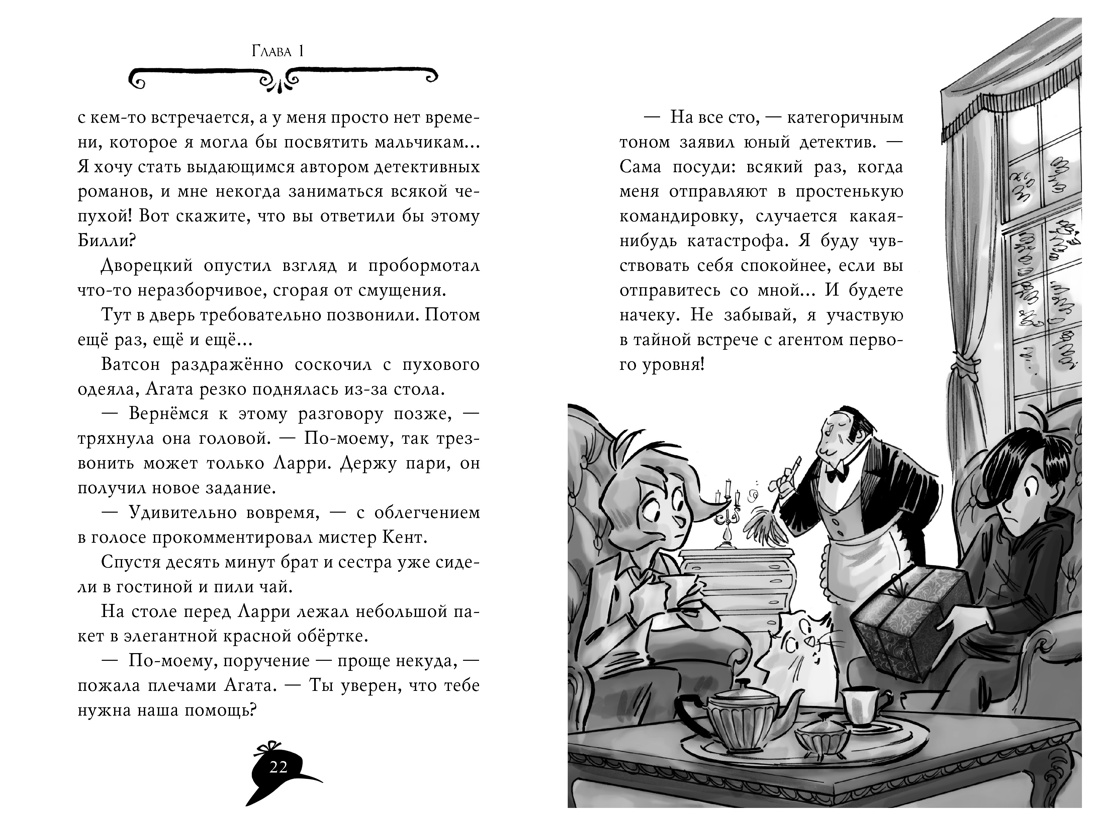 Глава 1
с кем-то встречается, а у меня просто нет време-
ни, которое я могла бы посвятить мальчикам...
Я хочу стать выдающимся автором детективных
романов, и мне некогда заниматься всякой че-
пухой! Вот скажите, что вы ответили бы этому
Билли?
Дворецкий опустил взгляд и пробормотал
что-то неразборчивое, сгорая от смущения.
Тут в дверь требовательно позвонили. Потом
ещё раз, ещё и ещё...
Ватсон раздражённо соскочил с пухового
одеяла, Агата резко поднялась из-за стола.
— Вернёмся к этому разговору позже, —
тряхнула она головой. — По-моему, так трез-
вонить может только Ларри. Держу пари, он
получил новое задание.
— Удивительно вовремя, — с облегчением
в голосе прокомментировал мистер Кент.
Спустя десять минут брат и сестра уже сиде-
ли в гостиной и пили чай.
На столе перед Ларри лежал небольшой па-
кет в элегантной красной обёртке.
— По-моему, поручение — проще некуда, —
пожала плечами Агата. — Ты уверен, что тебе
нужна наша помощь?
22
— На все сто, — категоричным
тоном заявил юный детектив. —
Сама посуди: всякий раз, когда
меня отправляют в простенькую
командировку, случается какая-
нибудь катастрофа. Я буду чув-
ствовать себя спокойнее, если вы
отправитесь со мной... И будете
начеку. Не забывай, я участвую
в тайной встрече с агентом перво-
го уровня!